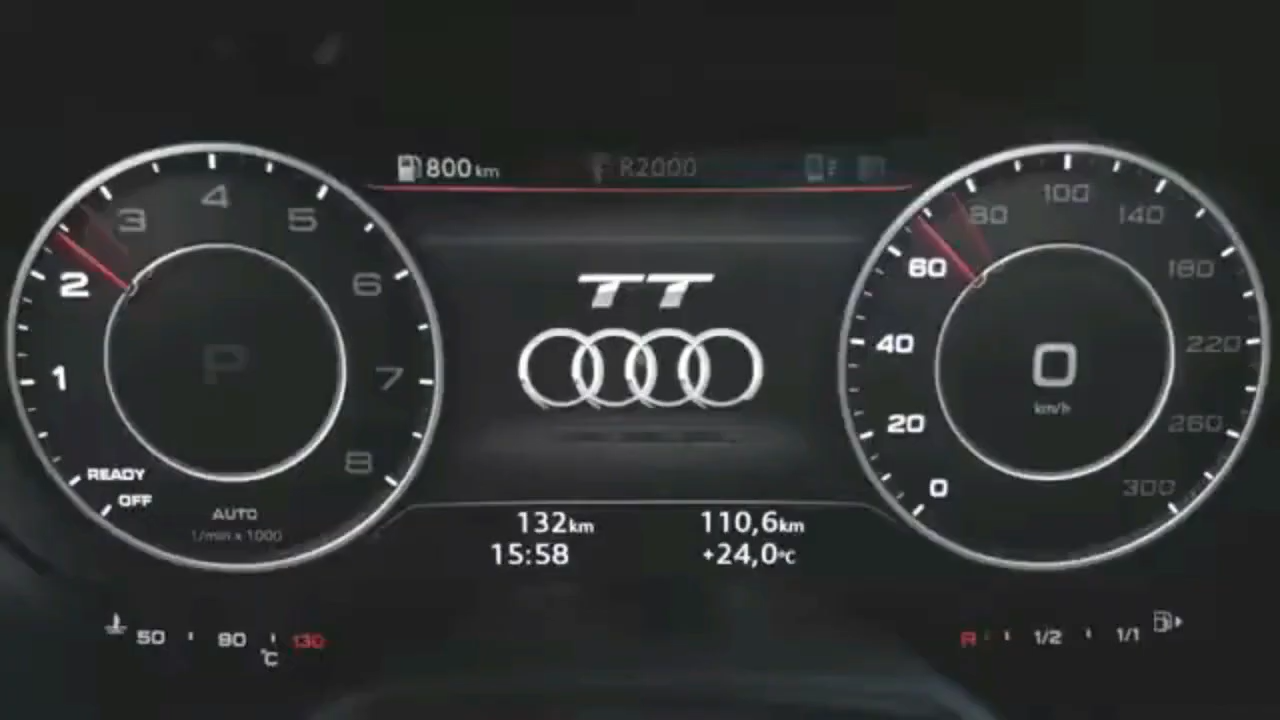 800 km
R2000
TT
1
2
3
4
5
6
7
8
P
READY
OFF
AUTO
1/min x 1000
0
20
40
60
80
100
140
180
220
260
300
0
km/h
132km
110,6km
15:58
+24,0°C
50
90
130
°C
R
1/2
1/1